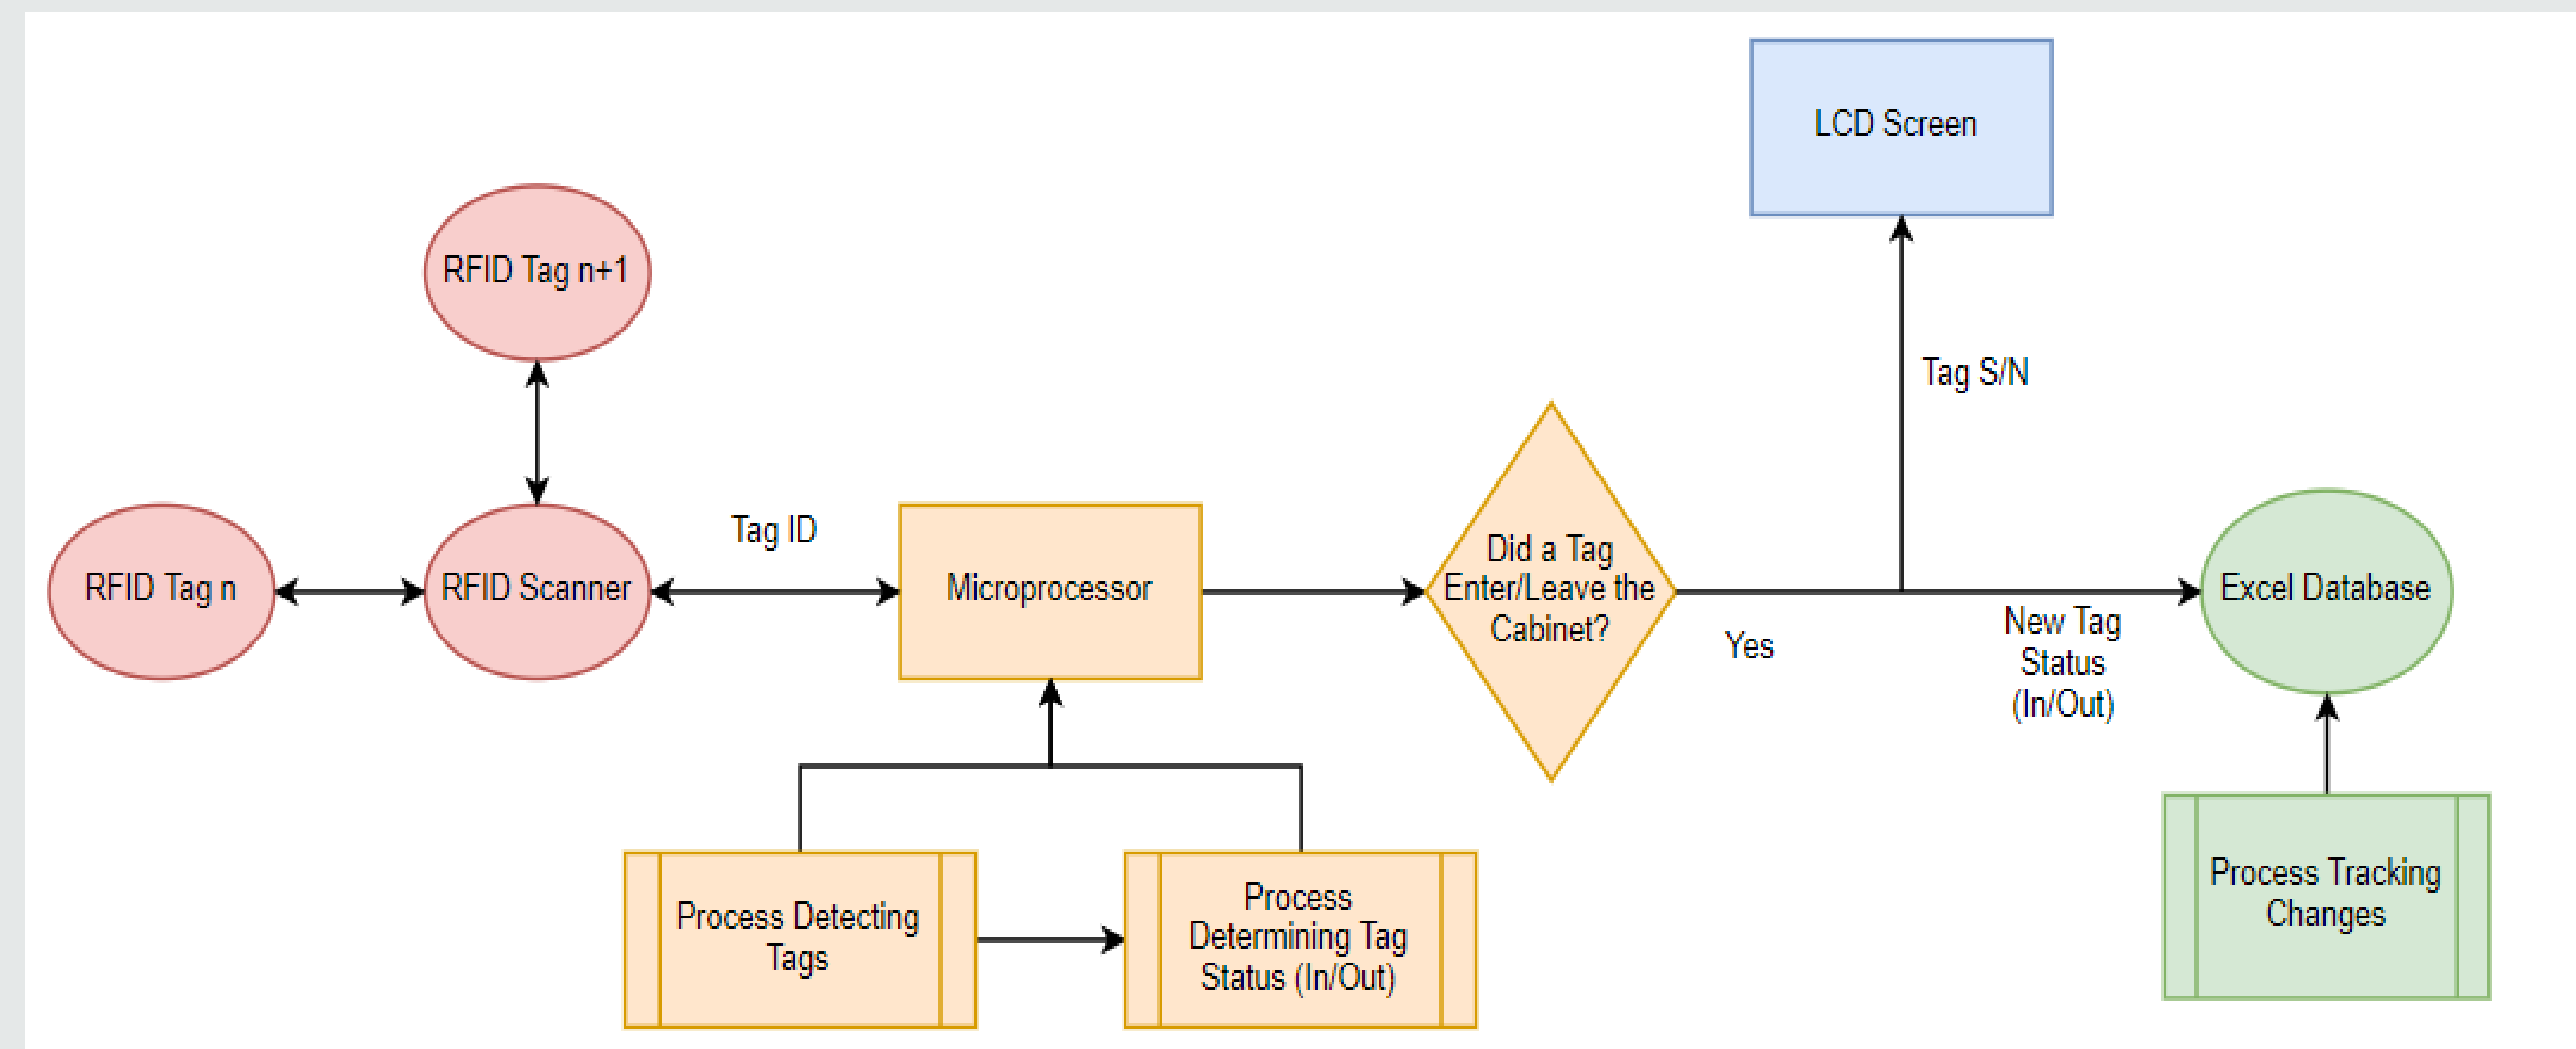 LCD Screen
RFID Tag n+1
Tag S/N
RFID Tag n
RFID Scanner
Tag ID
Microprocessor
Did a Tag
Enter/Leave the
Cabinet?
Yes
New Tag
Status
(In/Out)
Excel Database
Process Detecting
Tags
Process
Determining Tag
Status (In/Out)
Process Tracking
Changes